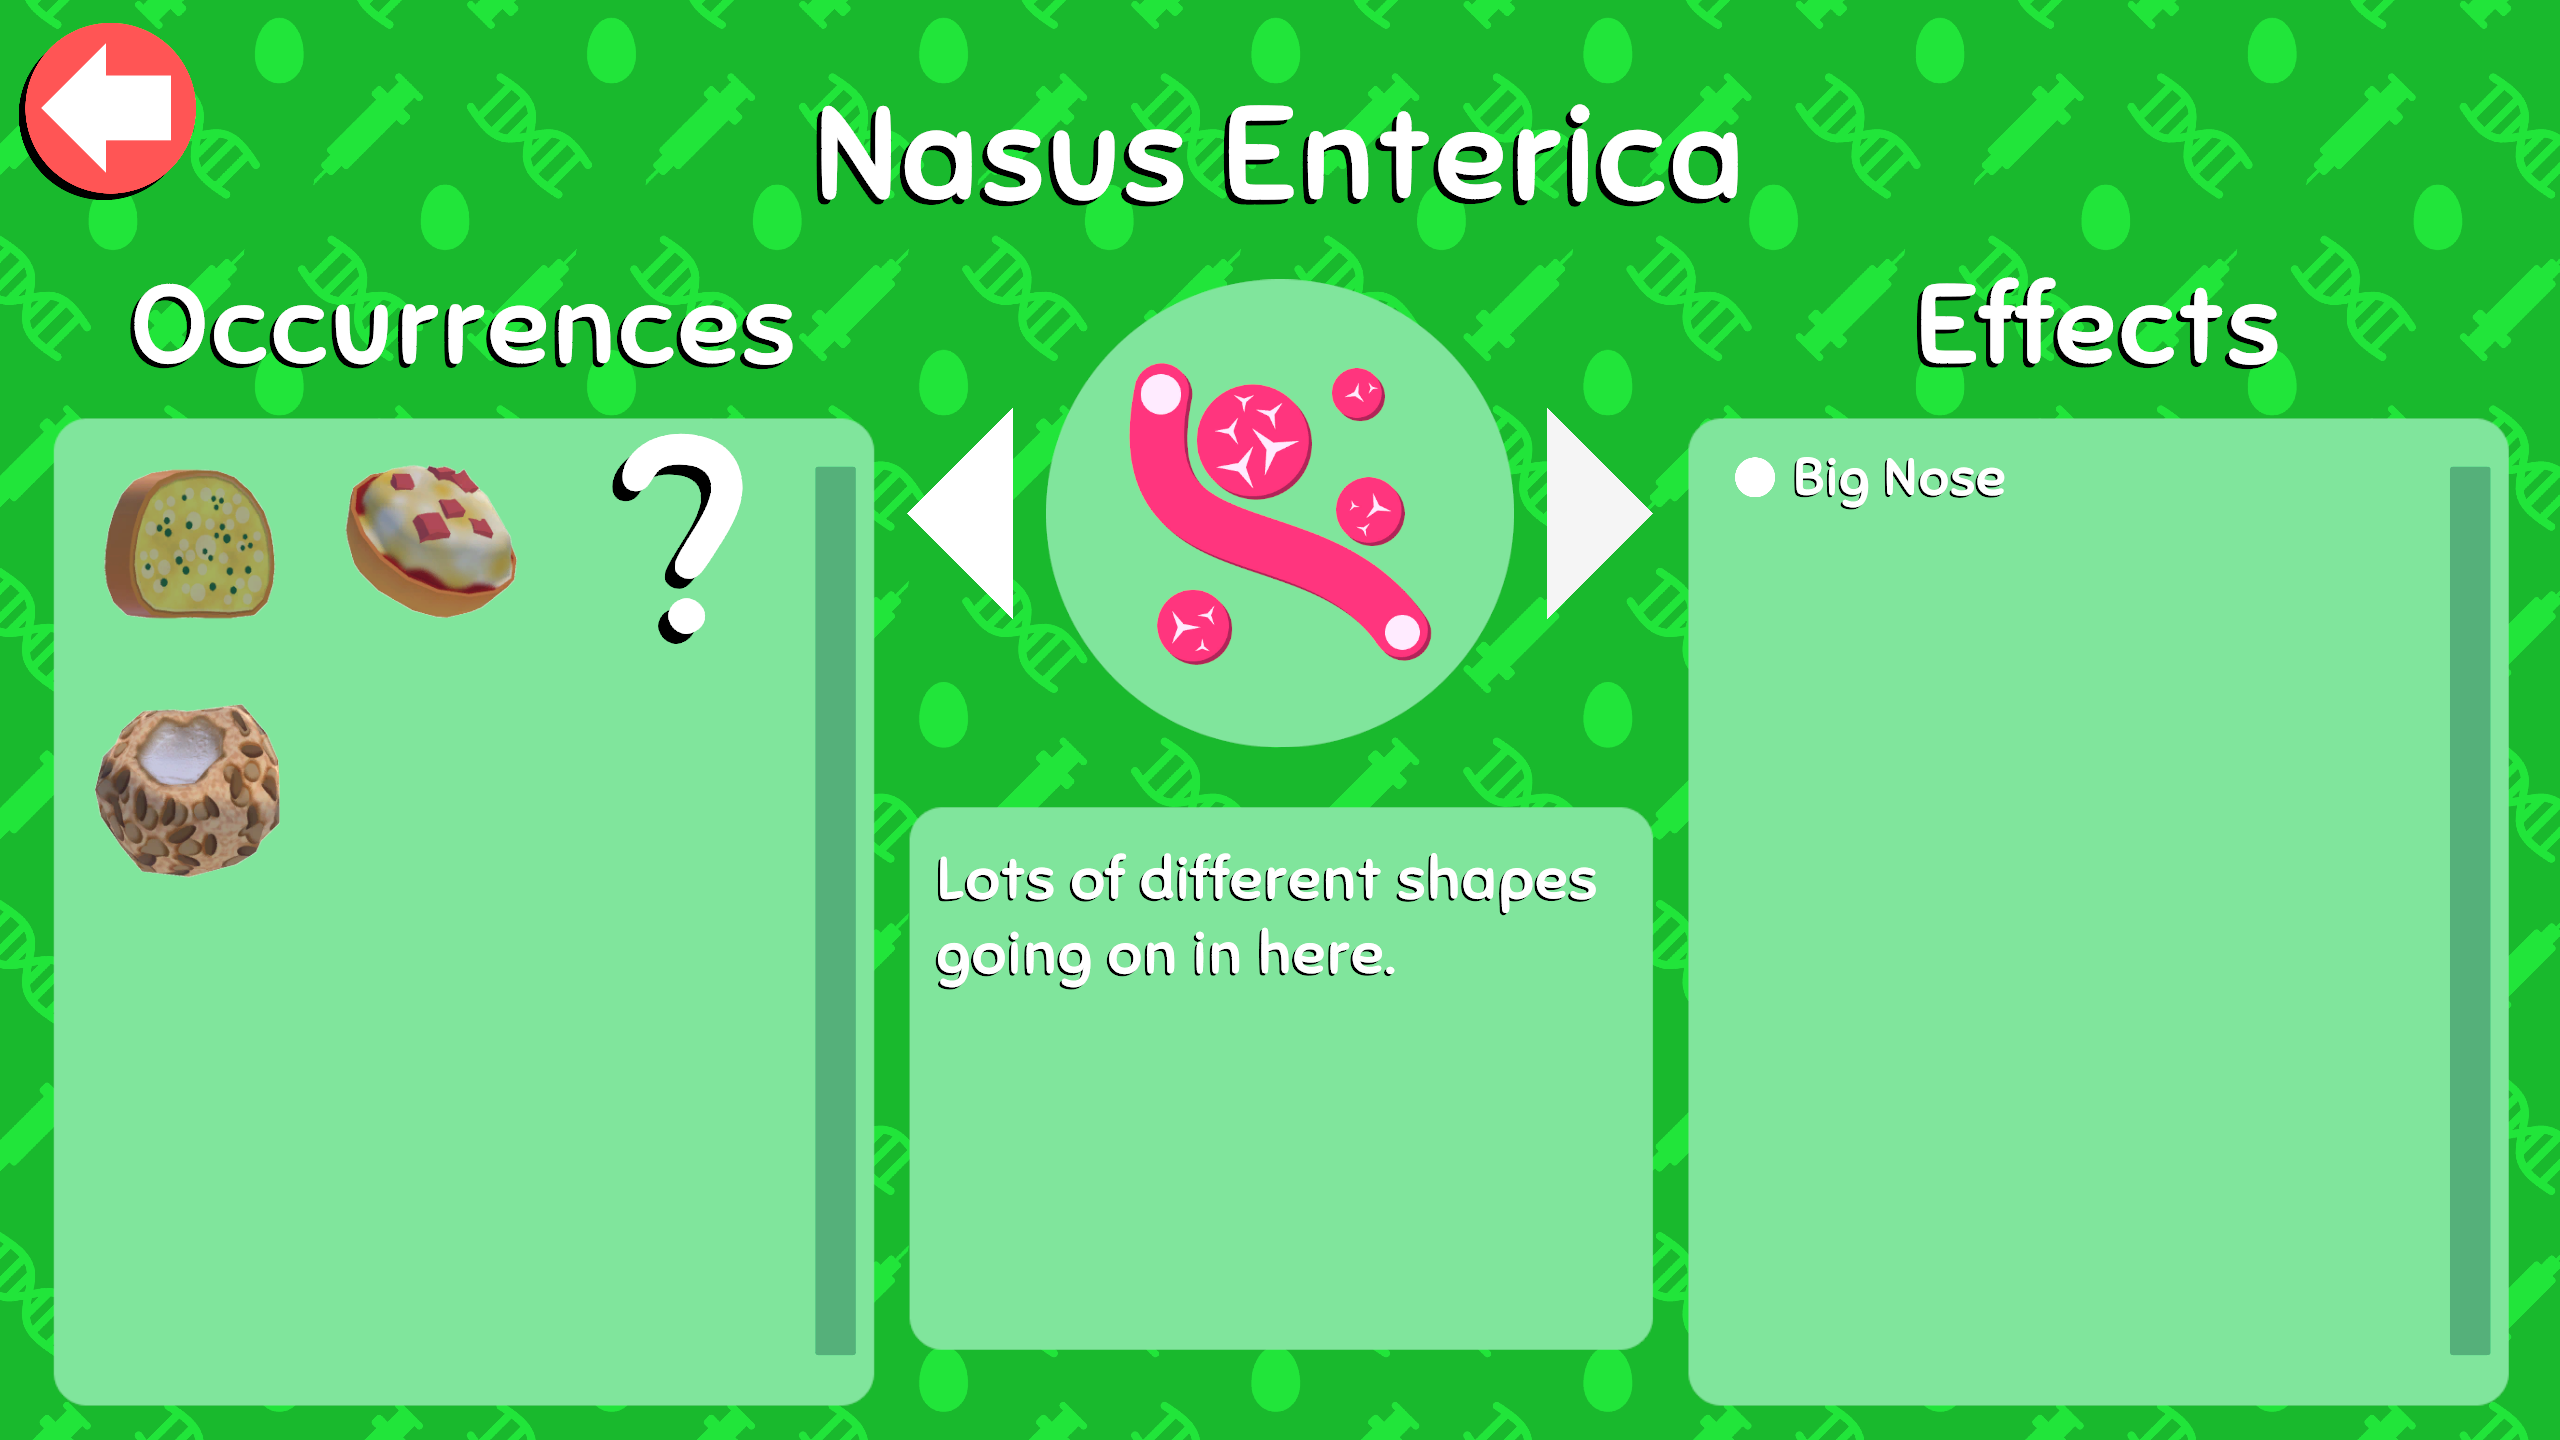 Nasus Enterica
Occurrences
?
Effects
Big Nose
Lots of different shapes
going on in here.